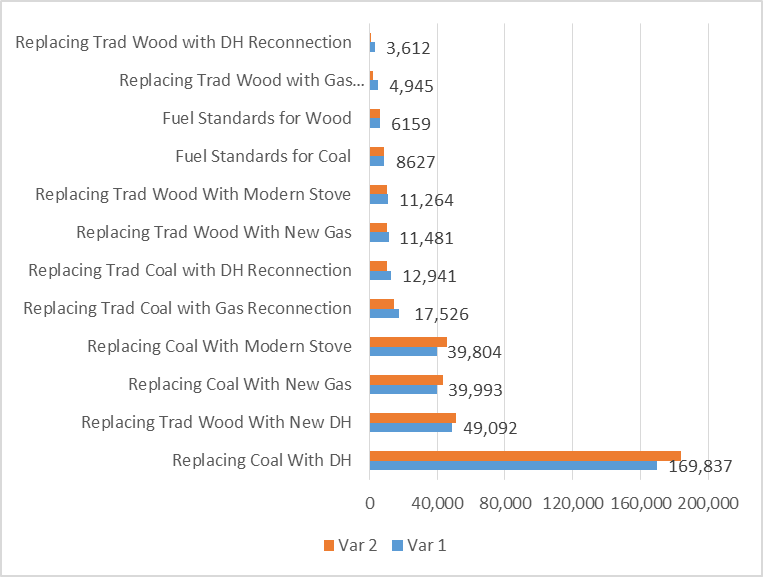 Replacing Trad Wood with DH Reconnection 3,612
Replacing Trad Wood with Gas… 4,945
Fuel Standards for Wood 6159
Fuel Standards for Coal 8627
Replacing Trad Wood With Modern Stove 11,264
Replacing Trad Wood With New Gas 11,481
Replacing Trad Coal with DH Reconnection 12,941
Replacing Trad Coal with Gas Reconnection 17,526
Replacing Coal With Modern Stove 39,804
Replacing Coal With New Gas 39,993
Replacing Trad Wood With New DH 49,092
Replacing Coal With DH 169,837
0 40,000 80,000 120,000 160,000 200,000
Var 2 Var 1